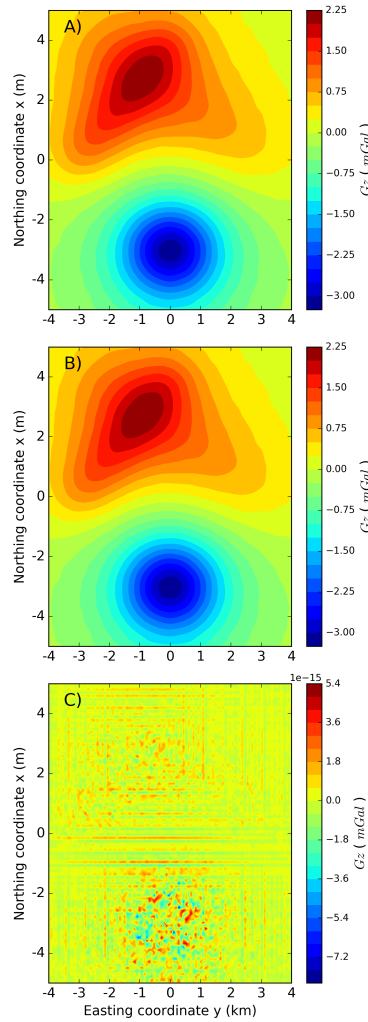 A)
Northing coordinate x (m)
4
2
0
-2
-4
-4 -3 -2 -1 0 1 2 3 4
2.25
1.50
0.75
0.00
-0.75
-1.50
-2.25
-3.00
Gz ( mGal )
B)
Northing coordinate x (m)
4
2
0
-2
-4
-4 -3 -2 -1 0 1 2 3 4
2.25
1.50
0.75
0.00
-0.75
-1.50
-2.25
-3.00
Gz ( mGal )
C)
Northing coordinate x (m)
4
2
0
-2
-4
-4 -3 -2 -1 0 1 2 3 4
Easting coordinate y (km)
1e-15
5.4
3.6
1.8
0.0
-1.8
-3.6
-5.4
-7.2
Gz ( mGal )